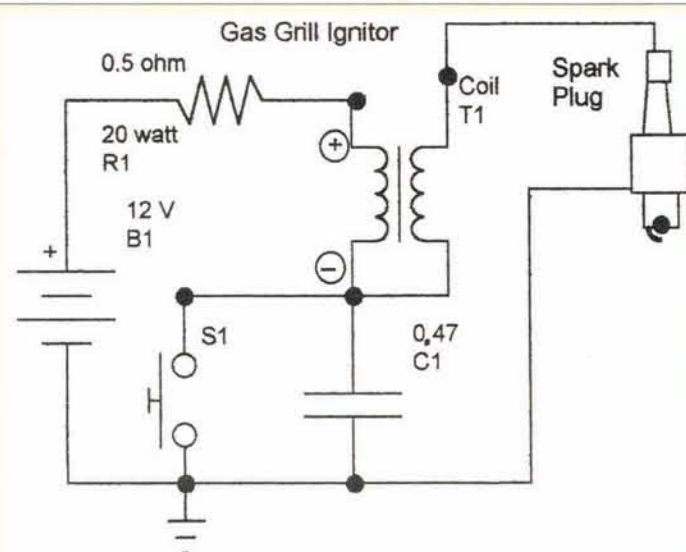 Gas Grill Ignitor
0.5 ohm
20 watt
R1
12 V
B1
+
+
−
Coil
T1
Spark
Plug
S1
0.47
C1